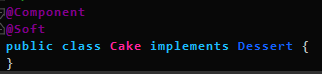 @Component
@Soft
public class Cake implements Dessert {
}